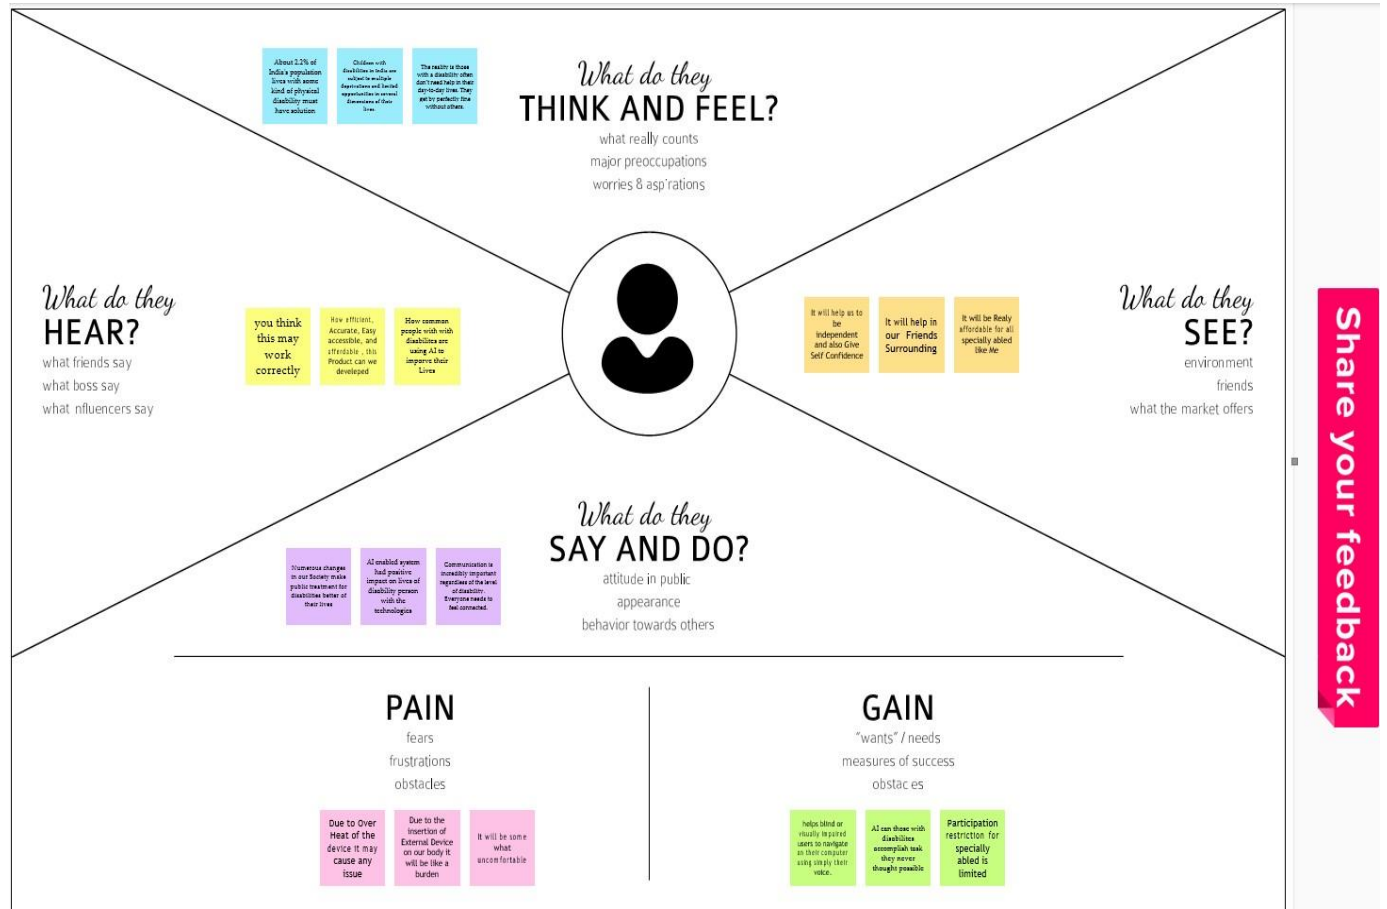 About 2.2% of
India's population
lives with some
kind of physical
disability must
have solution
Children with
disabilities in India are
subject to multiple
deprivations and limited
opportunities in several
dimensions of their
lives
The reality is those
with a disability often
don't need help in their
day-to-day lives. They
get by perfectly fine
without others.
What do they
THINK AND FEEL?
what really counts
major preoccupations
worries & asp'rations
What do they
HEAR?
what friends say
what boss say
what nfluencers say
you think
this may
work
correctly
How efficient,
Accurate, Easy
accessible, and
affordable , this
Product can we
develeped
How common
people with with
disabilites are
using AI to
improve their
Lives
It will help us to
be
independent
and also Give
Self Confidence
It will help in
our Friends
Surrounding
It will be Realy
affordable for all
specially abled
like Me
What do they
SEE?
environment
friends
what the market offers
What do they
SAY AND DO?
attitude in public
appearance
behavior towards others
Numerous changes
in our Society make
public treatment for
disabilities better of
their lives
AI enabled system
had positive
impact on lives of
disability person
with the
technologies
Communication is
incredibly important
regardless of the level
of disability.
Everyone needs to
feel connected.
PAIN
fears
frustrations
obstacles
Due to Over
Heat of the
device it may
cause any
issue
Due to the
insertion of
External Device
on our body it
will be like a
burden
It will be some
what
uncomfortable
GAIN
"wants" / needs
measures of success
obstac es
helps blind or
visually impaired
users to navigate
on their computer
using simply their
voice.
AI can those with
disabilites
accomplish task
they never
thought possible
Participation
restriction for
specially
abled is
limited
Share your feedback